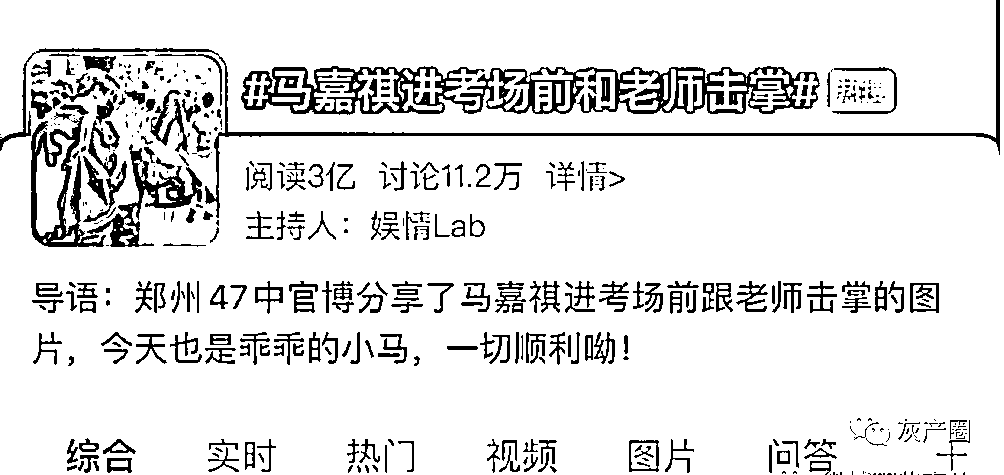 #马嘉祺进考场前和老师击掌#
阅读3亿 讨论11.2万 详情>
主持人：娱情Lab
导语：郑州47中官博分享了马嘉祺进考场前跟老师击掌的图
片，今天也是乖乖的小马，一切顺利呦！
综合 实时 热门 视频 图片 问答
灰产圈